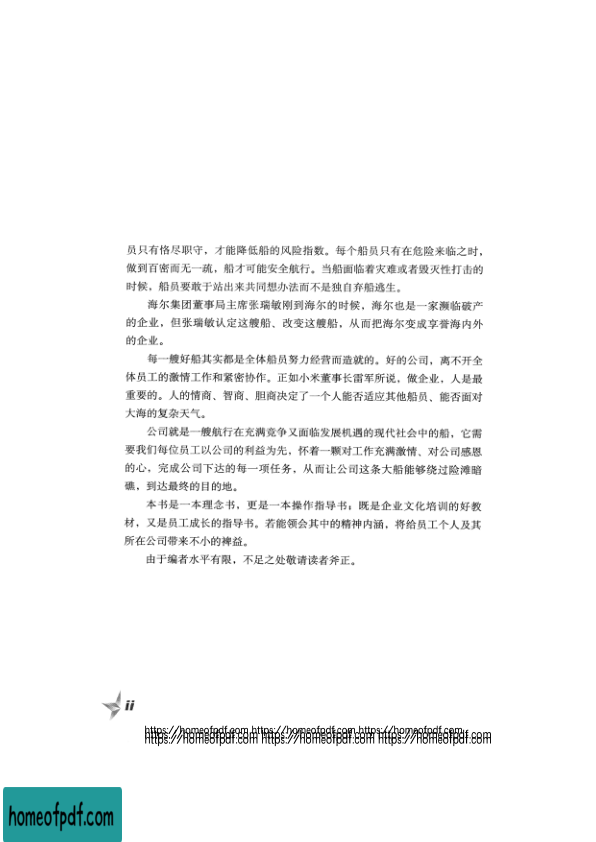 员只有恪尽职守，才能降低船的风险指数。每个船员只有在危险来临之时，
做到百密而无一疏，船才可能安全航行。当船面临着灾难或者毁灭性打击的
时候，船员要敢于站出来共同想办法而不是独自弃船逃生。
海尔集团董事局主席张瑞敏刚到海尔的时候，海尔也是一家濒临破产
的企业，但张瑞敏认定这艘船、改变这艘船，从而把海尔变成享誉海内外
的企业。
每一艘好船其实都是全体船员努力经营而造就的。好的公司，离不开全
体员工的激情工作和紧密协作。正如小米董事长雷军所说，做企业，人是最
重要的。人的情商、智商、胆商决定了一个人能否适应其他船员、能否面对
大海的复杂天气。
公司就是一艘航行在充满竞争又面临发展机遇的现代社会中的船，它需
要我们每位员工以公司的利益为先，怀着一颗对工作充满激情、对公司感恩
的心，完成公司下达的每一项任务，从而让公司这条大船能够绕过险滩暗
礁，到达最终的目的地。
本书是一本理念书，更是一本操作指导书；既是企业文化培训的好教
材，又是员工成长的指导书。若能领会其中的精神内涵，将给员工个人及其
所在公司带来不小的裨益。
由于编者水平有限，不足之处敬请读者斧正。
ii
https://homeofpdf.com https://homeofpdf.com https://homeofpdf.com
https://homeofpdf.com https://homeofpdf.com https://homeofpdf.com
homeofpdf.com